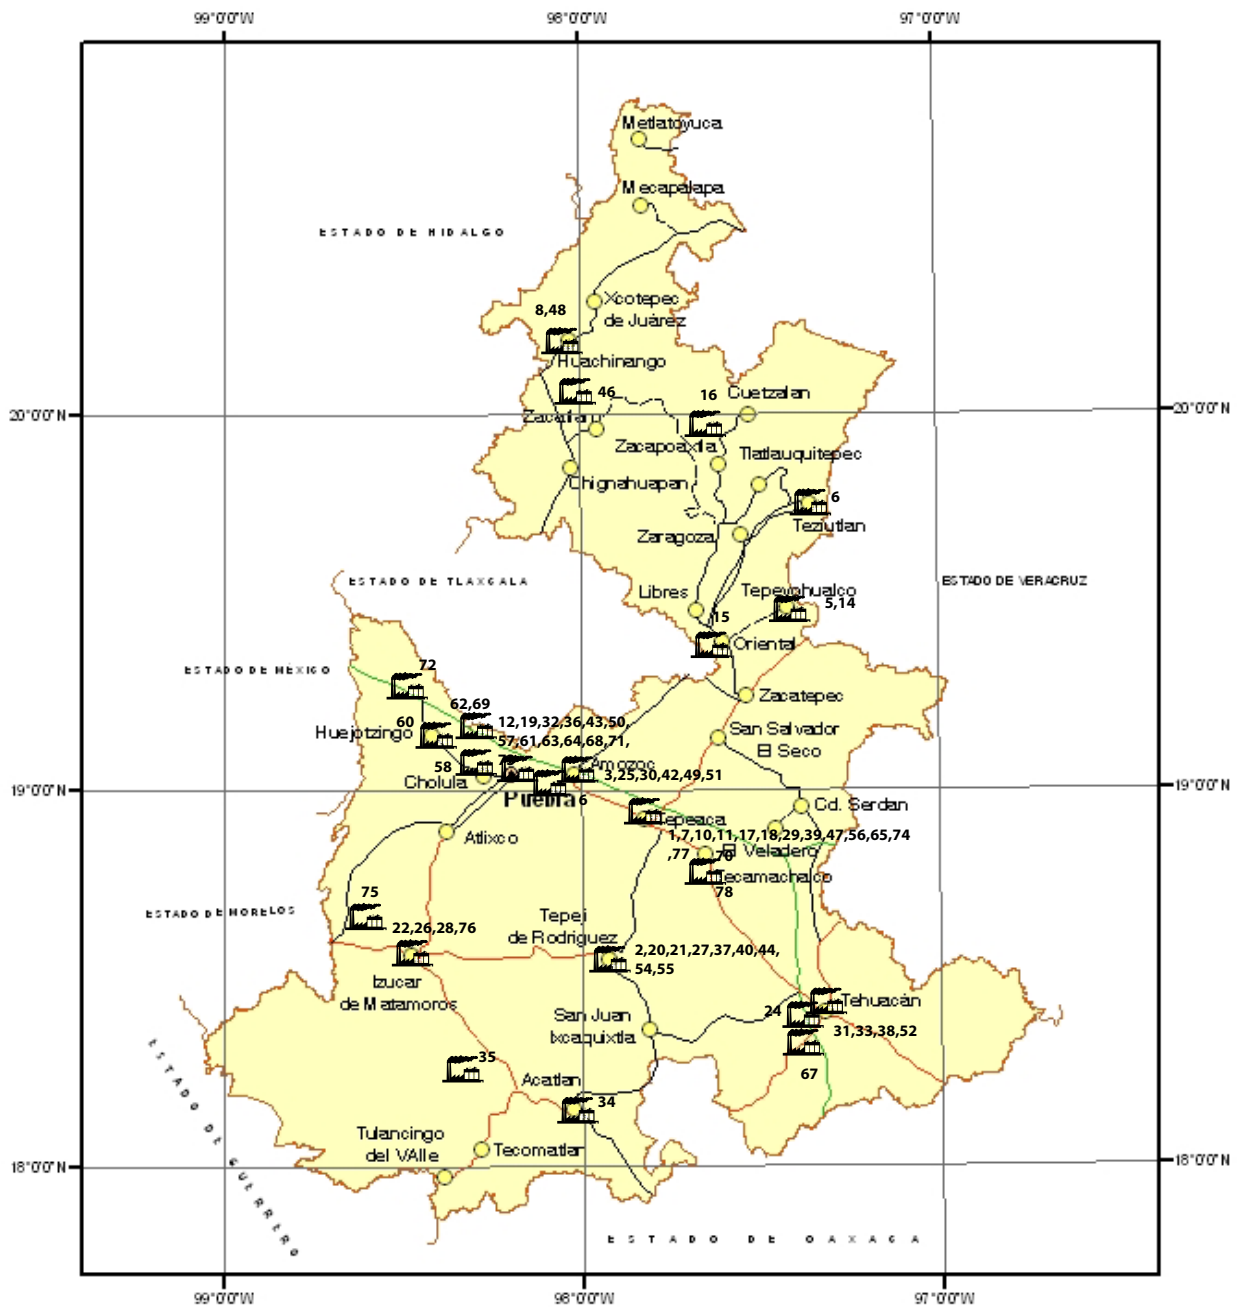 99°0'0"W
98°0'0"W
97°0'0"W
Metlatoyuca
Mecapalapa
ESTADO DE HIDALGO
Xcotepec
de Juárez
8,48
Huachinango
46
16
Cuetzalan
20°0'0"N
20°0'0"N
Zacatlan
Zacapoaxtla
Tlatlauquitepec
Chignahuapan
6
Teziutlan
Zaragoza
ESTADO DE TLAXCALA
ESTADO DE VERACRUZ
Libres
Tepeyohualco
5,14
15
Oriental
ESTADO DE MÉXICO
72
Zacatepec
62,69
60
Huejotzingo
12,19,32,36,43,50,
57,61,63,64,68,71,
San Salvador
El Seco
58
Amozoc
3,25,30,42,49,51
Cholula
19°0'0"N
19°0'0"N
Puebla
6
Cd. Serdan
Tepeaca
Atlixco
1,7,10,11,17,18,29,39,47,56,65,74
,77
70
El Veladero
Tecamachalco
78
75
ESTADO DE MORELOS
22,26,28,76
Tepeji
de Rodriguez
2,20,21,27,37,40,44,
54,55
Izucar
de Matamoros
Tehuacán
24
San Juan
Ixcaquixtla
31,33,38,52
67
35
Acatlan
34
ESTADO DE GUERRERO
Tulancingo
del VAlle
Tecomatlan
18°0'0"N
18°0'0"N
ESTADO DE OAXACA
99°0'0"W
98°0'0"W
97°0'0"W